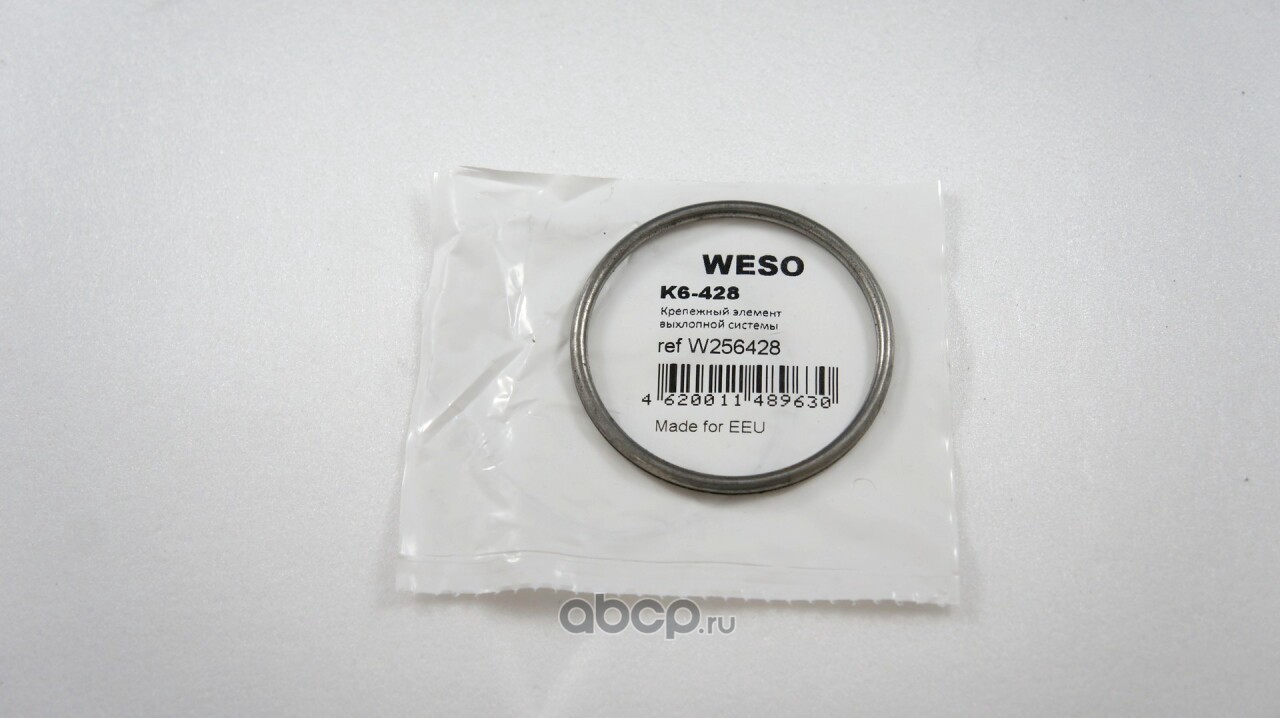 WESO
K6-428
Крепежный элемент
выхлопной системы
ref W256428
4 620011 489630
Made for EEU
abcp.ru